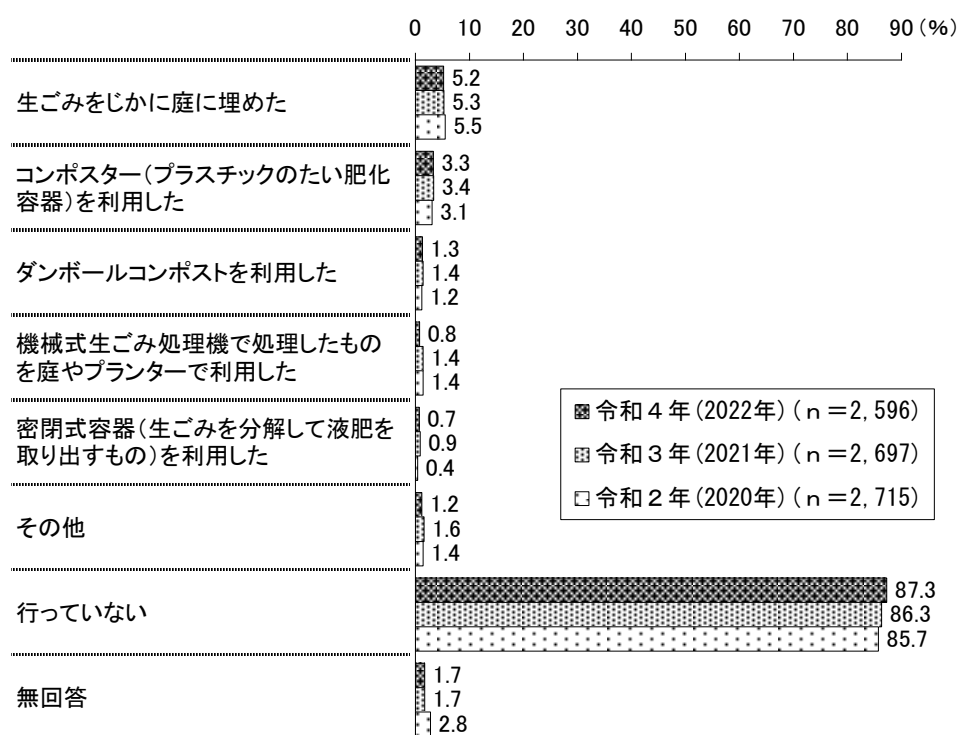 0 10 20 30 40 50 60 70 80 90(%)
生ごみをじかに庭に埋めた
5.2
5.3
5.5
コンポスター(プラスチックのたい肥化
容器)を利用した
3.3
3.4
3.1
ダンボールコンポストを利用した
1.3
1.4
1.2
機械式生ごみ処理機で処理したもの
を庭やプランターで利用した
0.8
1.4
1.4
密閉式容器(生ごみを分解して液肥を
取り出すもの)を利用した
0.7
0.9
0.4
その他
1.2
1.6
1.4
行っていない
87.3
86.3
85.7
無回答
1.7
1.7
2.8
令和4年(2022年)(n=2,596)
令和3年(2021年)(n=2,697)
令和2年(2020年)(n=2,715)